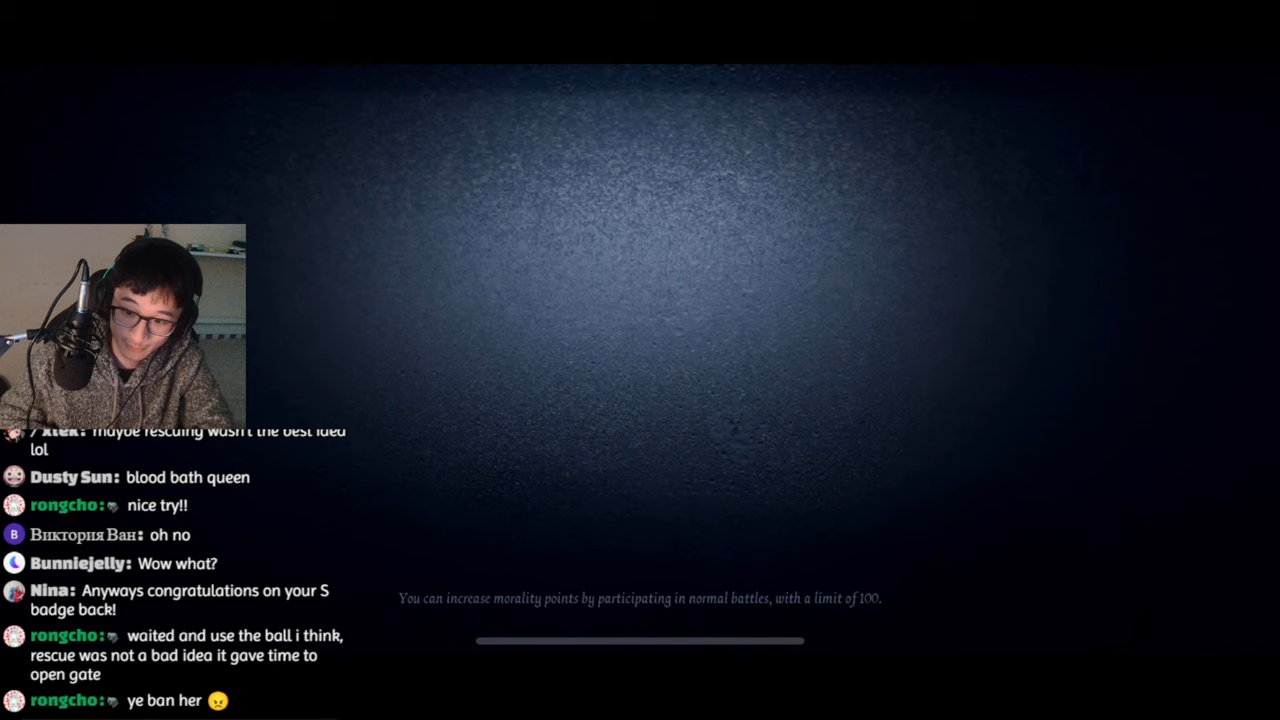 maybe rescuing wasn't the best idea
lol
Dusty Sun: blood bath queen
rongcho: nice try!!
В
Виктория Ван: oh no
Bunniejelly: Wow what?
Nina: Anyways congratulations on your S
badge back!
rongcho: waited and use the ball i think,
rescue was not a bad idea it gave time to
open gate
rongcho: ye ban her 😠
You can increase morality points by participating in normal battles, with a limit of 100.